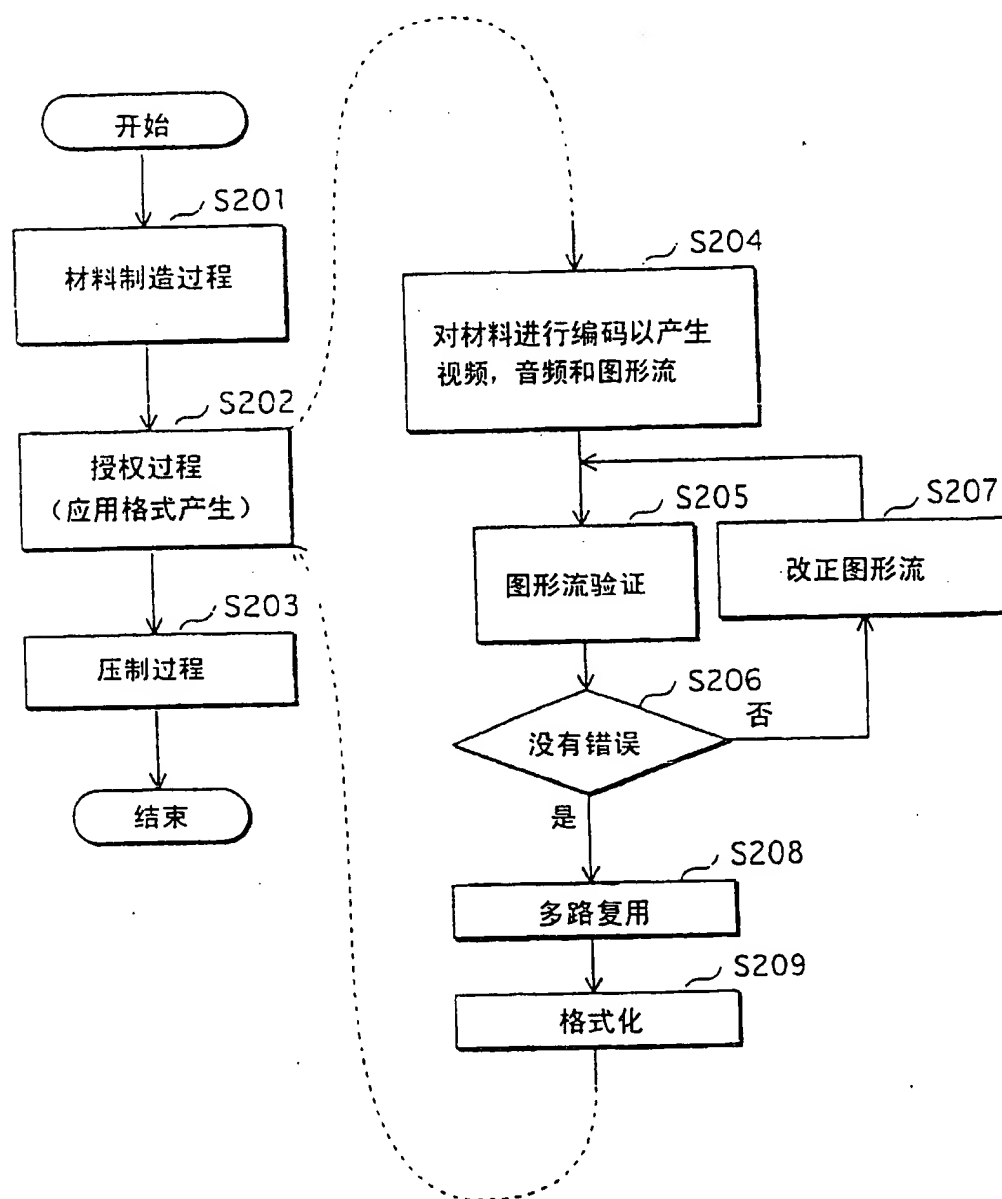 开始
S201
材料制造过程
S202
授权过程
（应用格式产生）
S203
压制过程
结束
S204
对材料进行编码以产生
视频，音频和图形流
S205
图形流验证
S207
改正图形流
S206
没有错误
否
是
S208
多路复用
S209
格式化